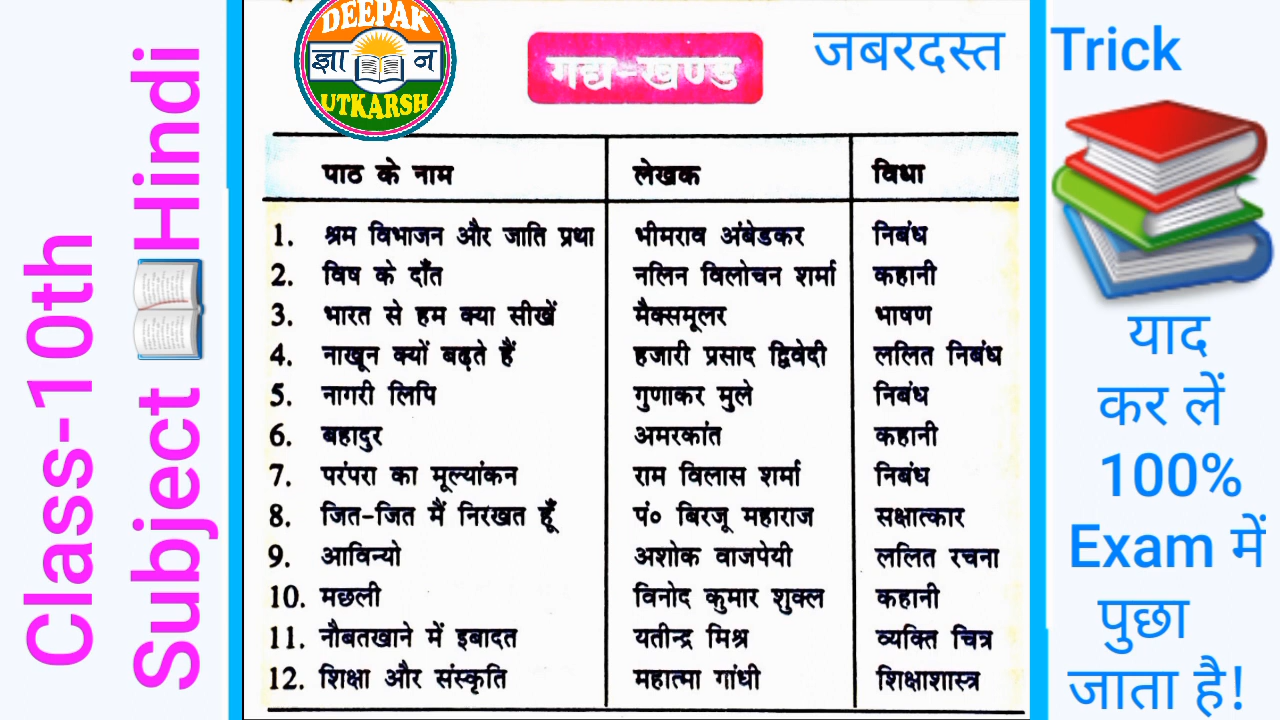 Class-10th
Subject Hindi
DEEPAK
ज्ञा न
UTKARSH
गद्य-खण्ड
जबरदस्त Trick
पाठ के नाम लेखक विधा
1. श्रम विभाजन और जाति प्रथा भीमराव अंबेडकर निबंध
2. विष के दाँत नलिन विलोचन शर्मा कहानी
3. भारत से हम क्या सीखें मैक्समूलर भाषण
4. नाखून क्यों बढ़ते हैं हजारी प्रसाद द्विवेदी ललित निबंध
5. नागरी लिपि गुणाकर मुले निबंध
6. बहादुर अमरकांत कहानी
7. परंपरा का मूल्यांकन राम विलास शर्मा निबंध
8. जित-जित मैं निरखत हूँ पं० बिरजू महाराज सक्षात्कार
9. आविन्यो अशोक वाजपेयी ललित रचना
10. मछली विनोद कुमार शुक्ल कहानी
11. नौबतखाने में इबादत यतीन्द्र मिश्र व्यक्ति चित्र
12. शिक्षा और संस्कृति महात्मा गांधी शिक्षाशास्त्र
याद
कर लें
100%
Exam में
पुछा
जाता है!